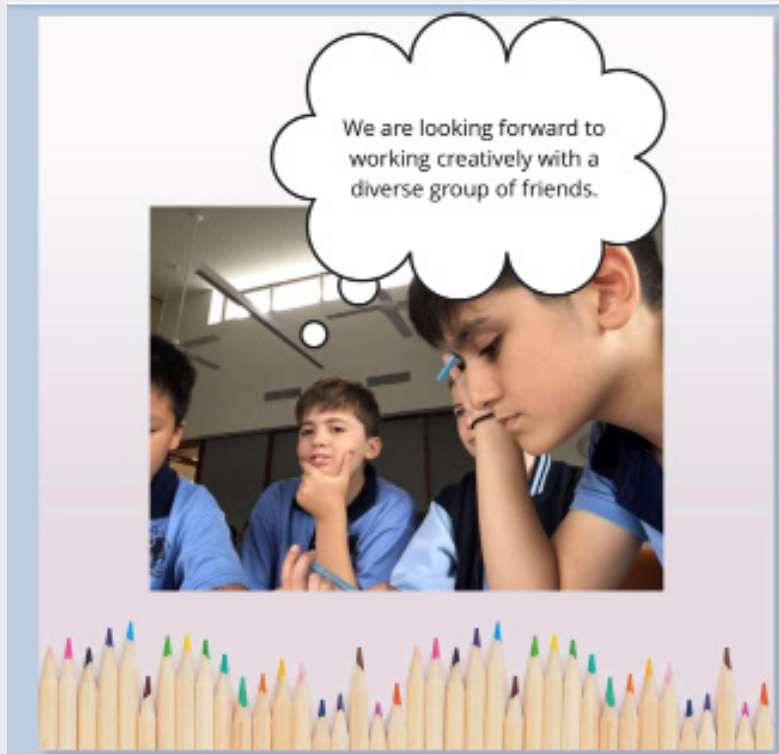 We are looking forward to
working creatively with a
diverse group of friends.